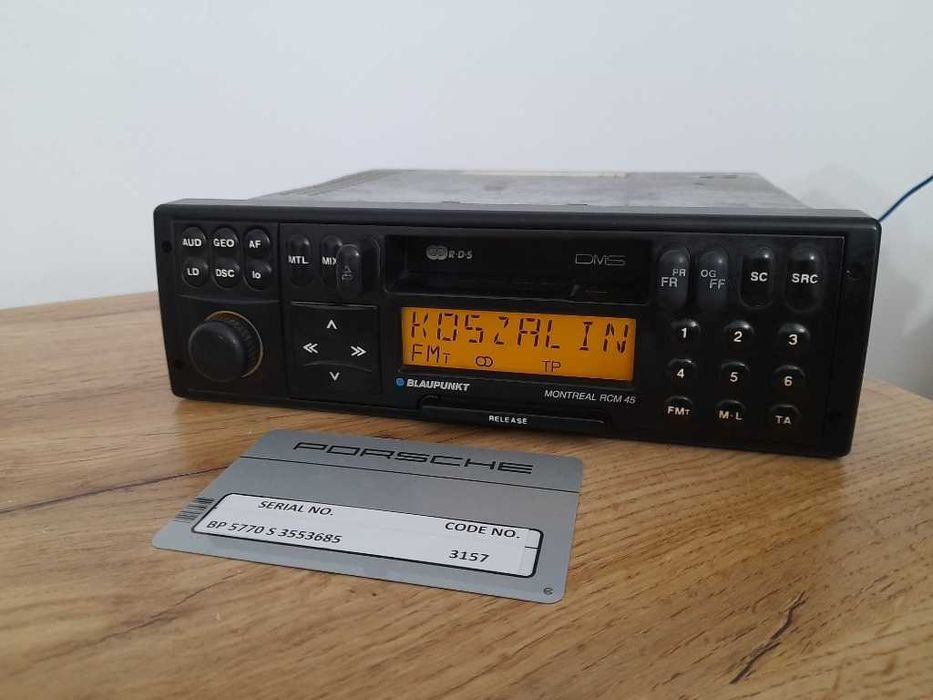 AUD GEO AF
LD DSC lo
MTL MIX
R·D·S
DMS
PR
FR
OG
FF
SC
SRC
KOSZALIN
FMT TP
BLAUPUNKT
MONTREAL RCM 45
RELEASE
1 2 3
4 5 6
FMT M·L TA
PORSCHE
SERIAL NO. CODE NO.
BP 5770 S 3553685 3157